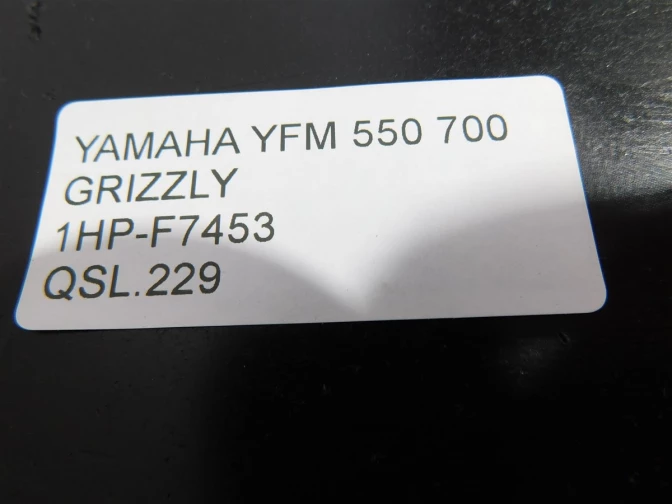 YAMAHA YFM 550 700
GRIZZLY
1HP-F7453
QSL.229